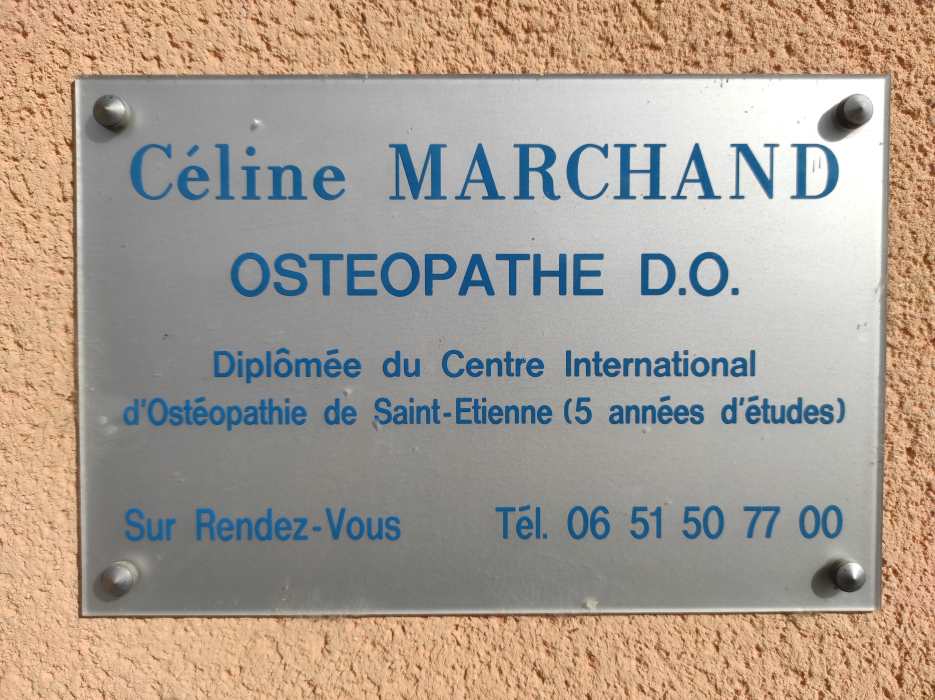 Céline MARCHAND
OSTEOPATHE D.O.
Diplômée du Centre International
d'Ostéopathie de Saint-Etienne (5 années d'études)
Sur Rendez-Vous Tél. 06 51 50 77 00